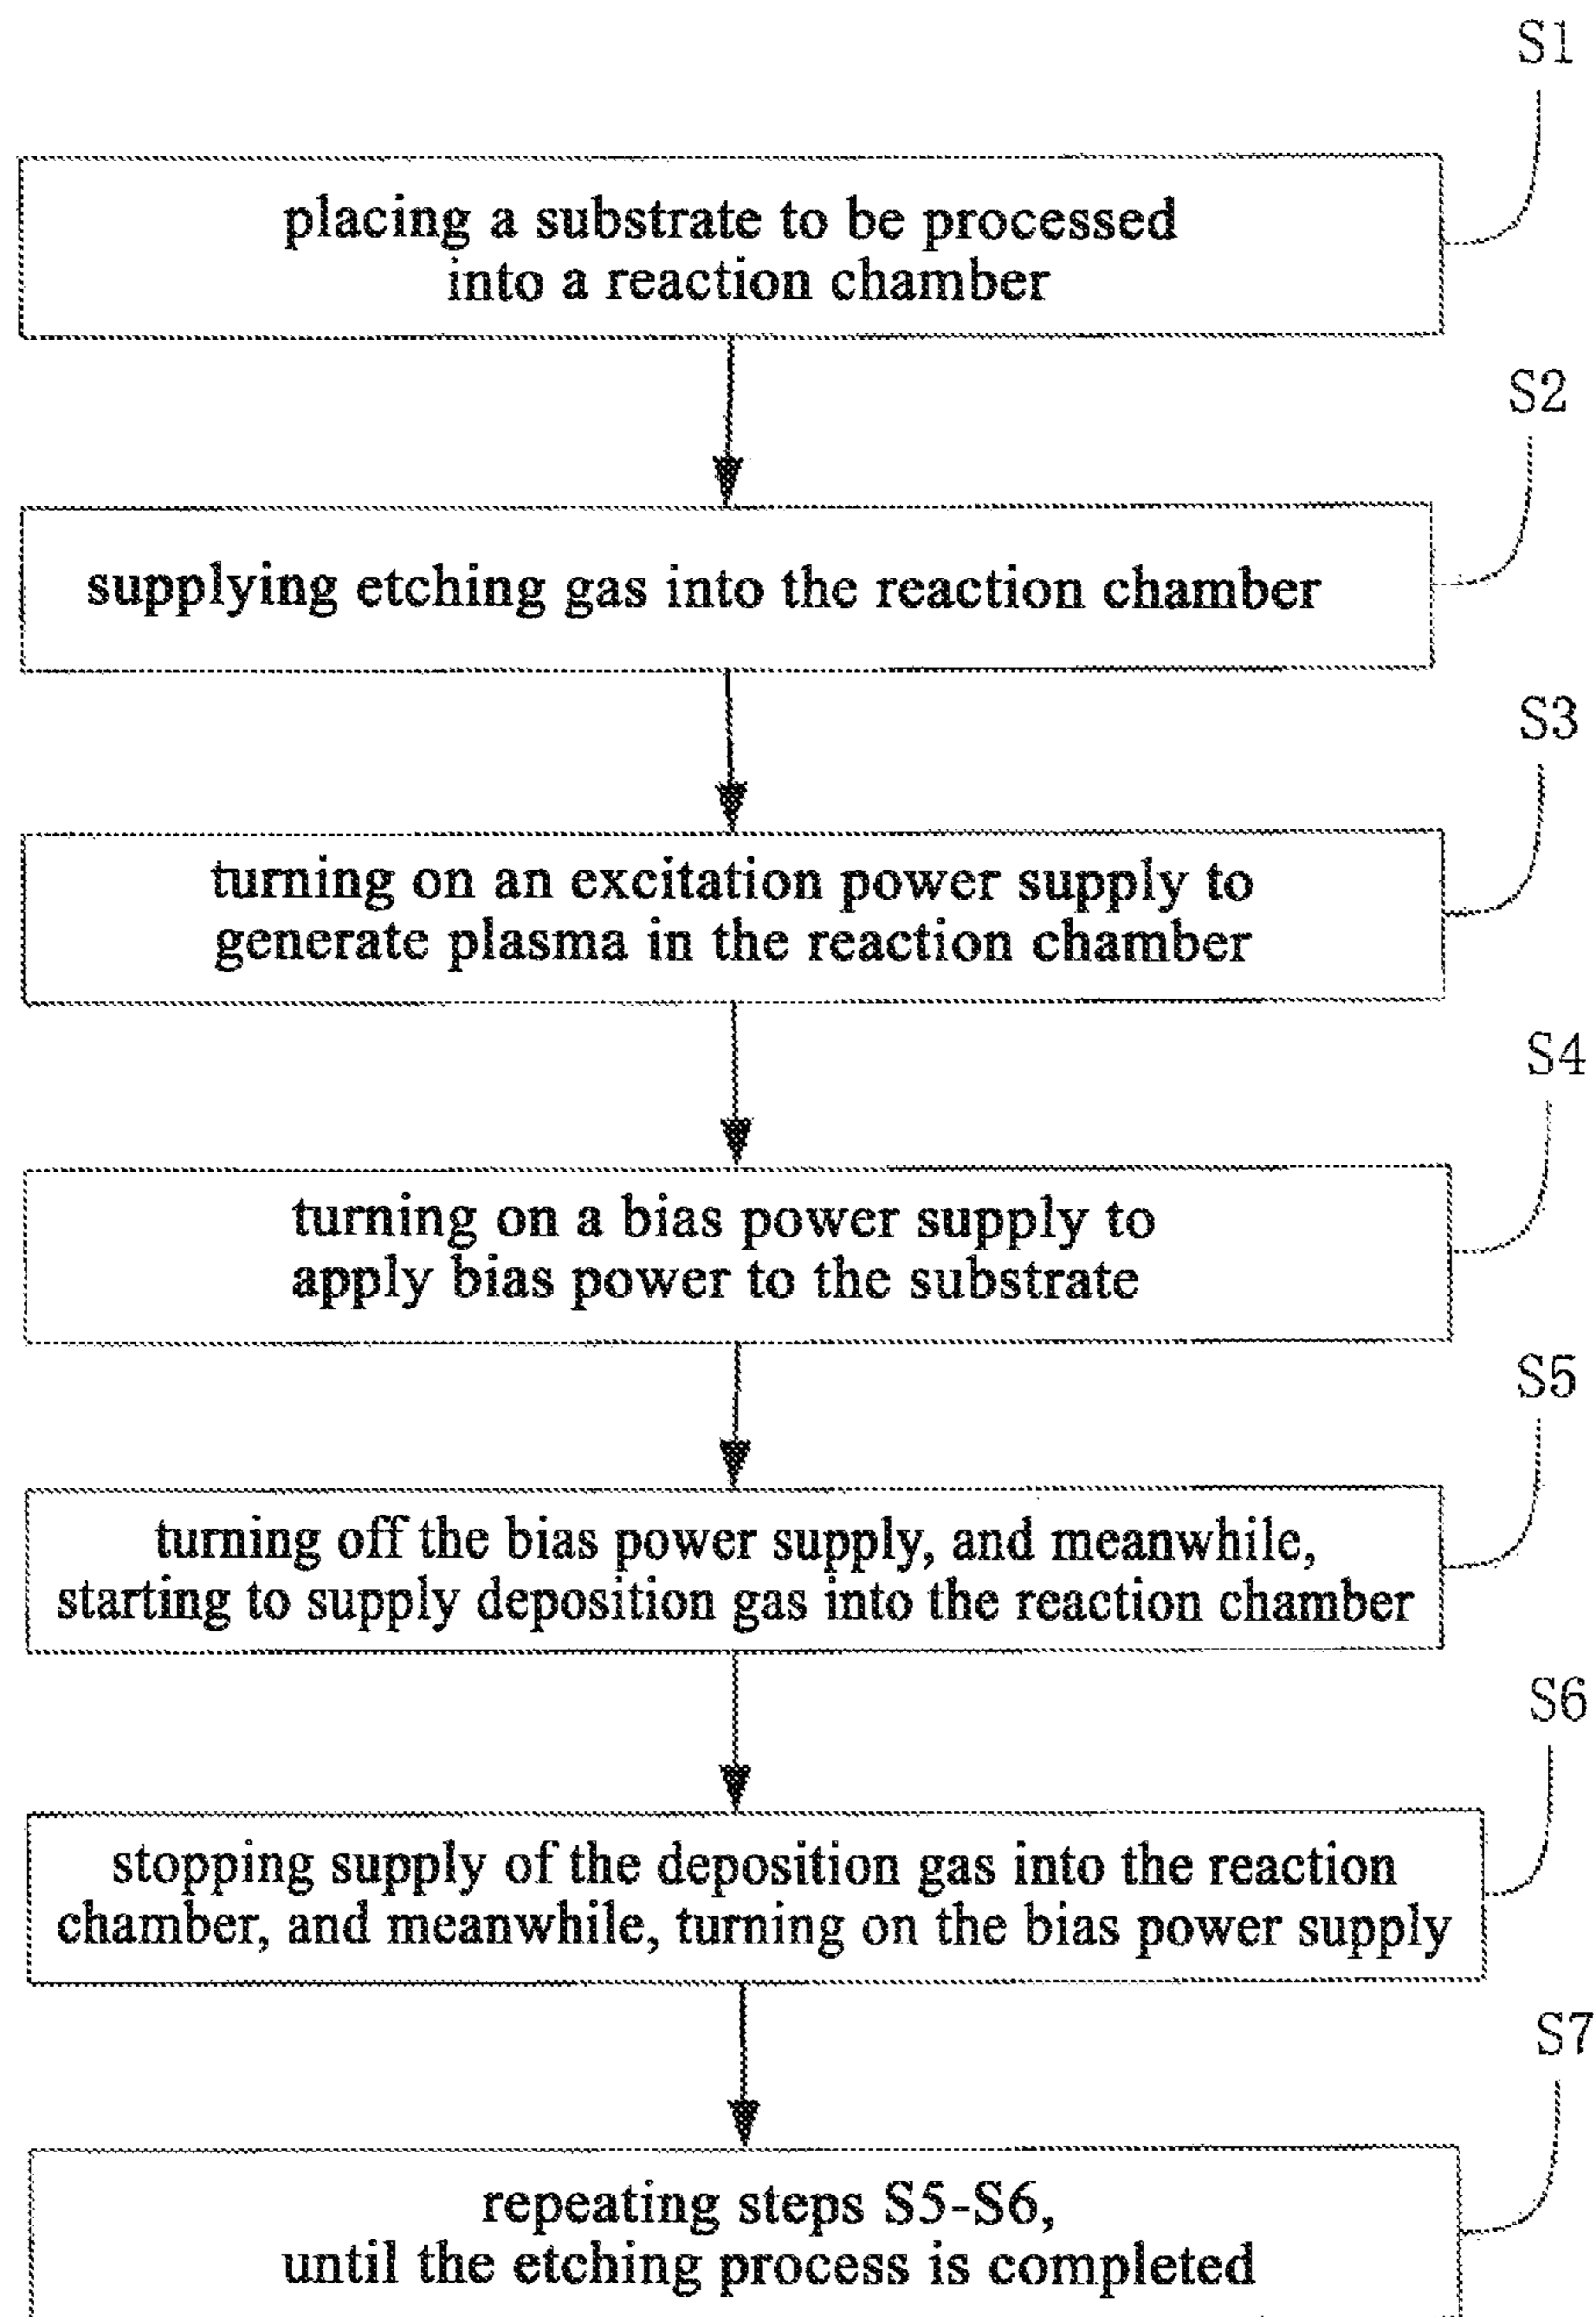 S1
placing a substrate to be processed
into a reaction chamber
S2
supplying etching gas into the reaction chamber
S3
turning on an excitation power supply to
generate plasma in the reaction chamber
S4
turning on a bias power supply to
apply bias power to the substrate
S5
turning off the bias power supply, and meanwhile,
starting to supply deposition gas into the reaction chamber
S6
stopping supply of the deposition gas into the reaction
chamber, and meanwhile, turning on the bias power supply
S7
repeating steps S5-S6,
until the etching process is completed